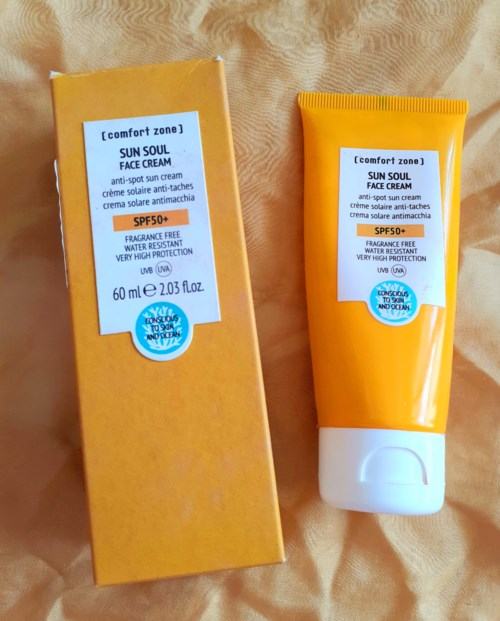 [comfort zone]
SUN SOUL
FACE CREAM
anti-spot sun cream
crème solaire anti-taches
crema solare antimacchia
SPF50+
FRAGRANCE FREE
WATER RESISTANT
VERY HIGH PROTECTION
UVB UVA
60 ml ℮ 2.03 fl.oz.
CONSCIOUS
TO SKIN
AND OCEAN
[comfort zone]
SUN SOUL
FACE CREAM
anti-spot sun cream
crème solaire anti-taches
crema solare antimacchia
SPF50+
FRAGRANCE FREE
WATER RESISTANT
VERY HIGH PROTECTION
UVB UVA
CONSCIOUS
TO SKIN
AND OCEAN